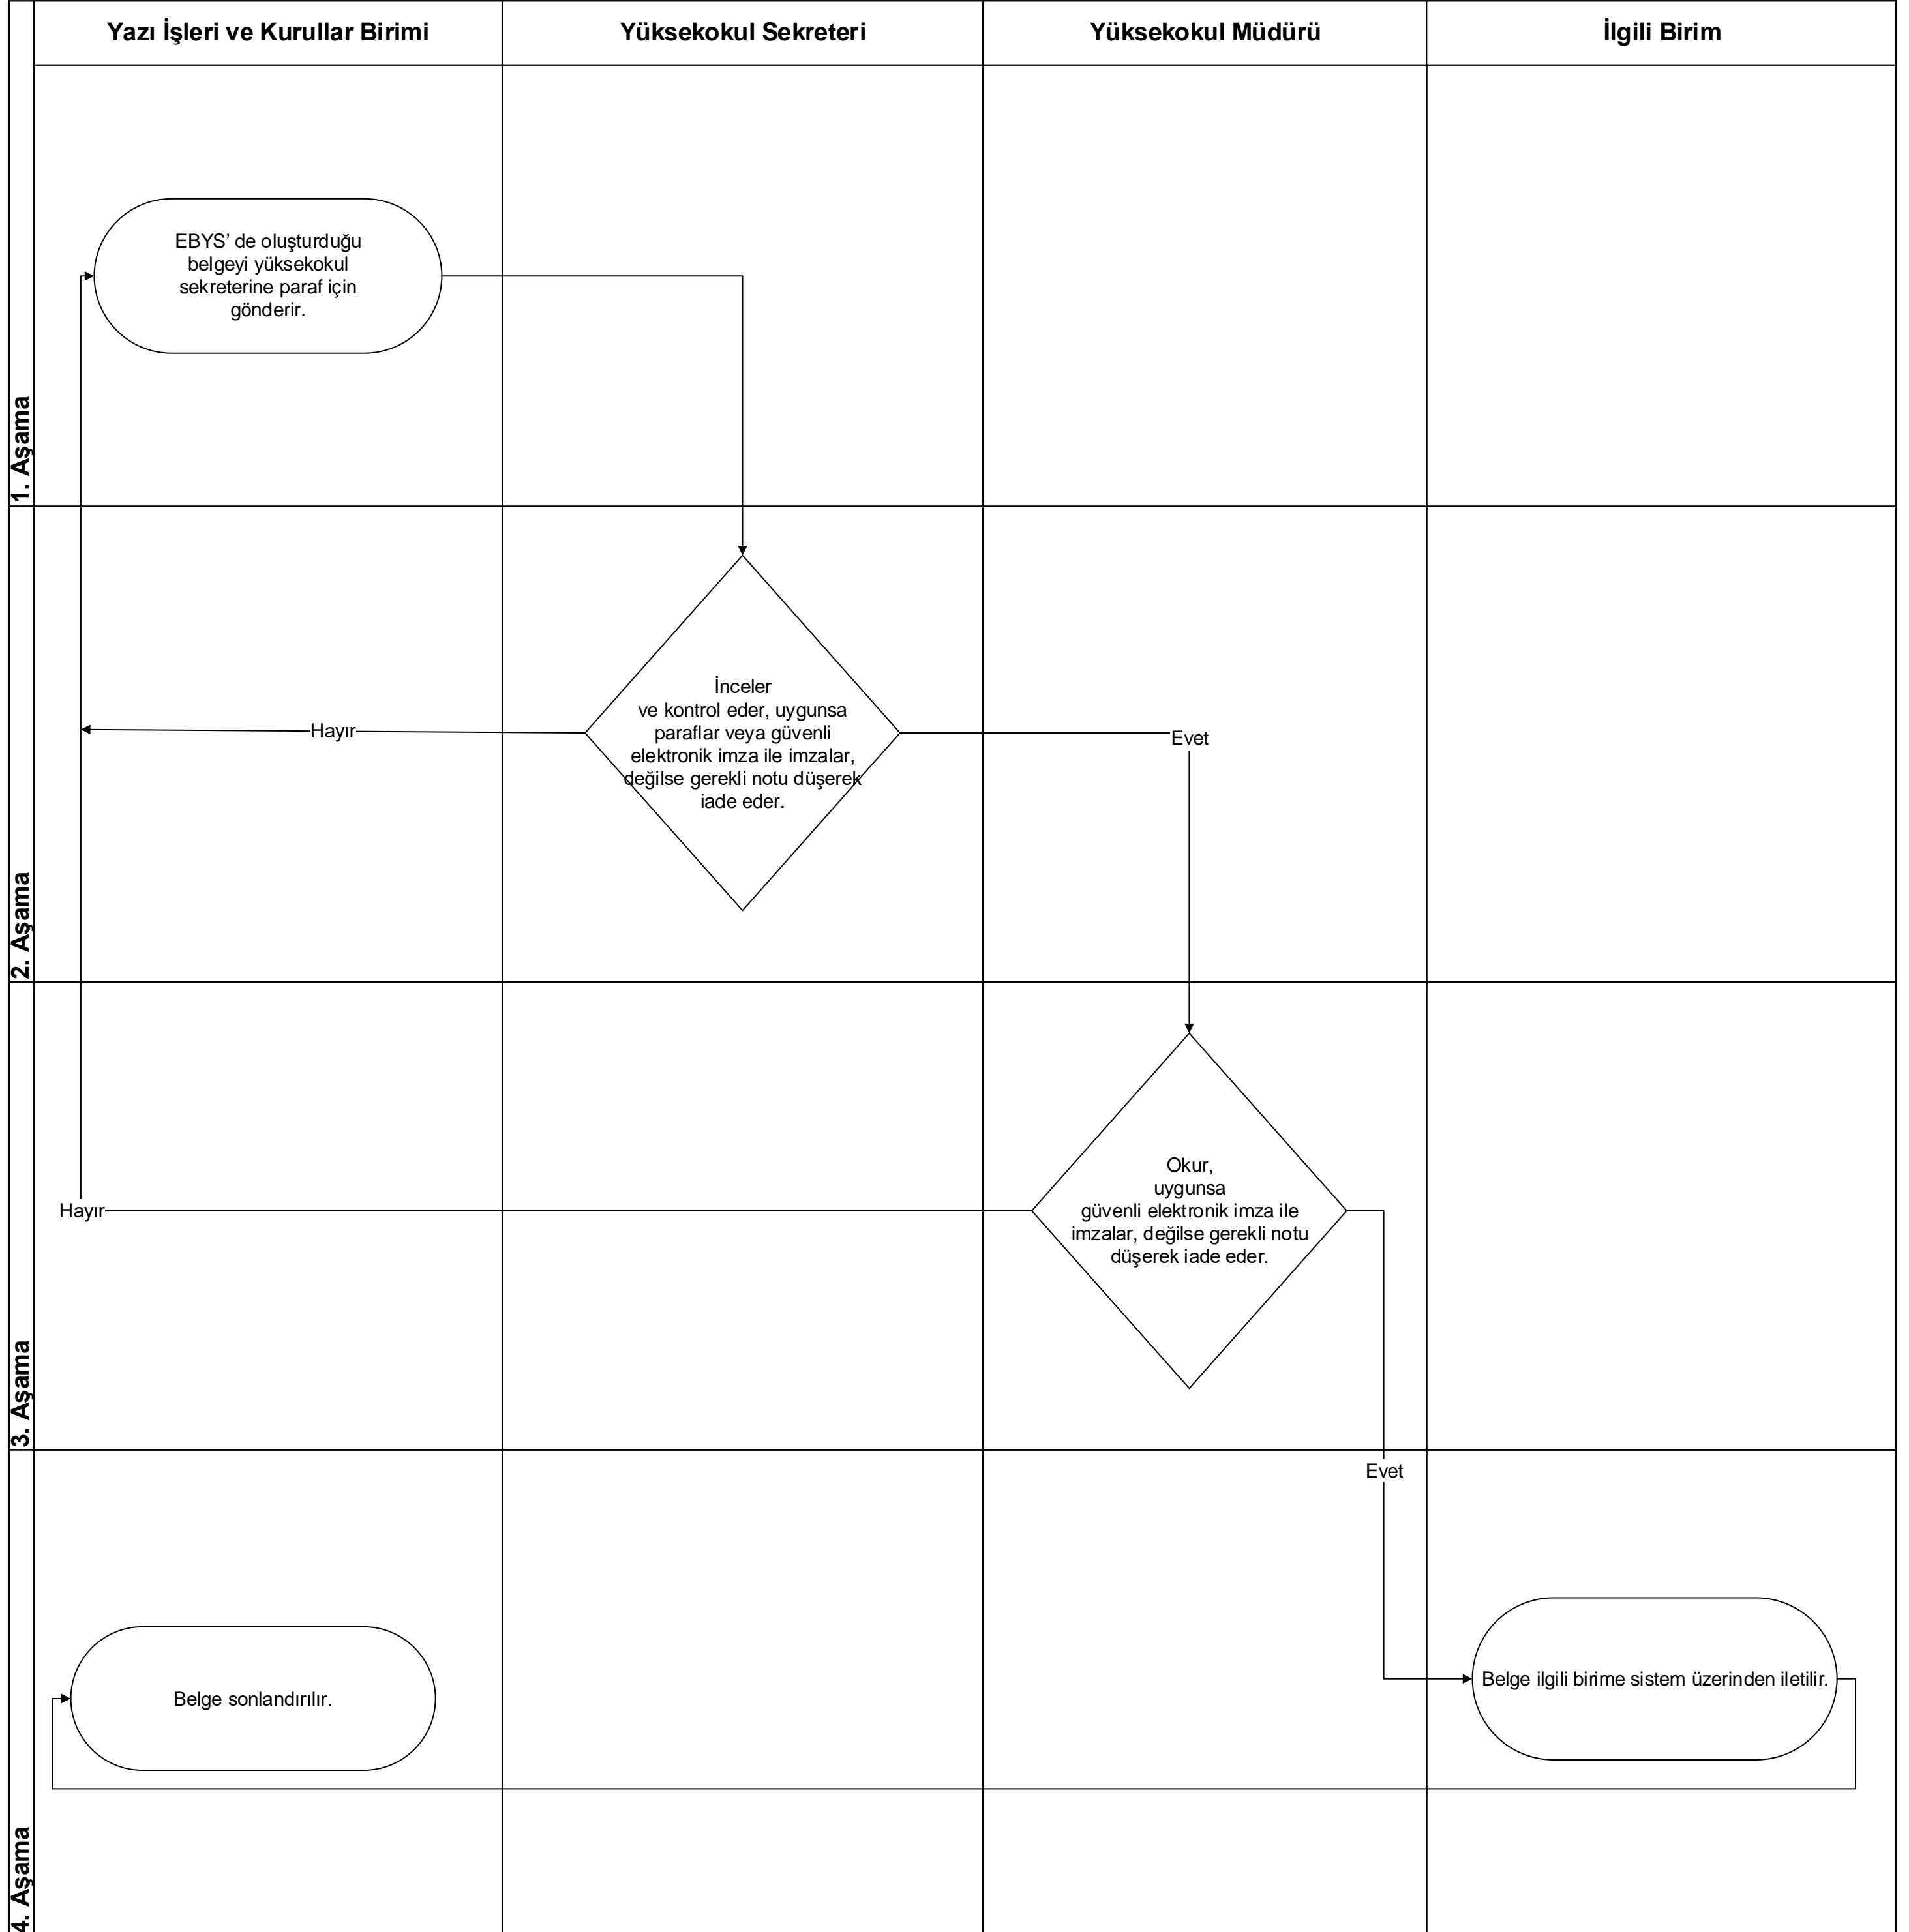 Yazı İşleri ve Kurullar Birimi
Yüksekokul Sekreteri
Yüksekokul Müdürü
İlgili Birim
1. Aşama
EBYS’ de oluşturduğu
belgeyi yüksekokul
sekreterine paraf için
gönderir.
2. Aşama
Hayır
İnceler
ve kontrol eder, uygunsa
paraflar veya güvenli
elektronik imza ile imzalar,
değilse gerekli notu düşerek
iade eder.
Evet
3. Aşama
Hayır
Okur,
uygunsa
güvenli elektronik imza ile
imzalar, değilse gerekli notu
düşerek iade eder.
4. Aşama
Evet
Belge sonlandırılır.
Belge ilgili birime sistem üzerinden iletilir.